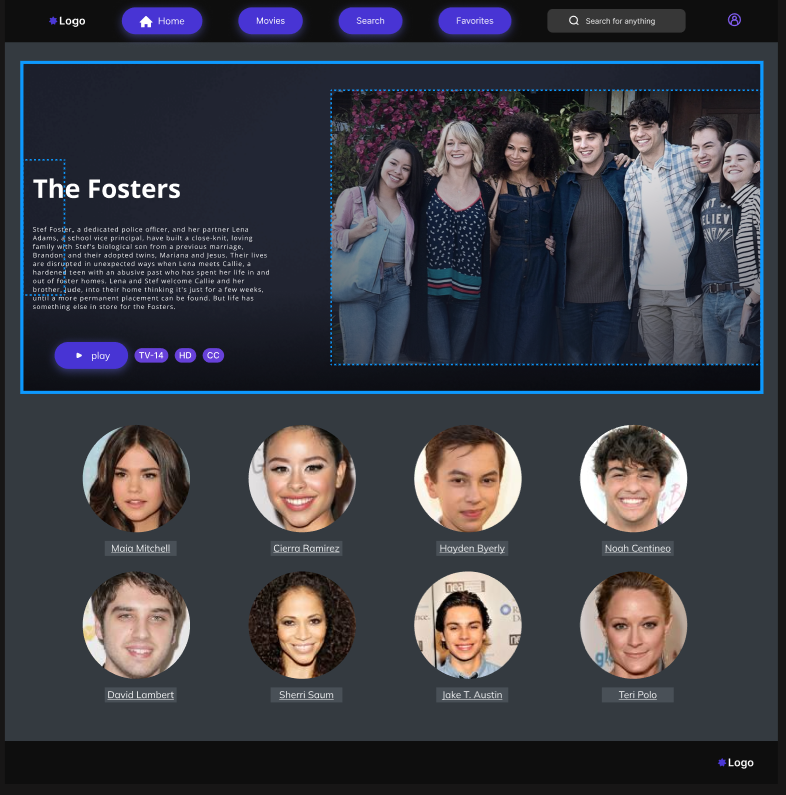 Logo
Home
Movies
Search
Favorites
Search for anything
The Fosters
Stef Foster, a dedicated police officer, and her partner Lena
Adams, a school vice principal, have built a close-knit, loving
family with Stef's biological son from a previous marriage,
Brandon, and their adopted twins, Mariana and Jesus. Their lives
are disrupted in unexpected ways when Lena meets Callie, a
hardened teen with an abusive past who has spent her life in and
out of foster homes. Lena and Stef welcome Callie and her
brother, Jude, into their home thinking it's just for a few weeks,
until a more permanent placement can be found. But life has
something else in store for the Fosters.
play
TV-14
HD
CC
Maia Mitchell
Cierra Ramirez
Hayden Byerly
Noah Centineo
David Lambert
Sherri Saum
Jake T. Austin
Teri Polo
Logo